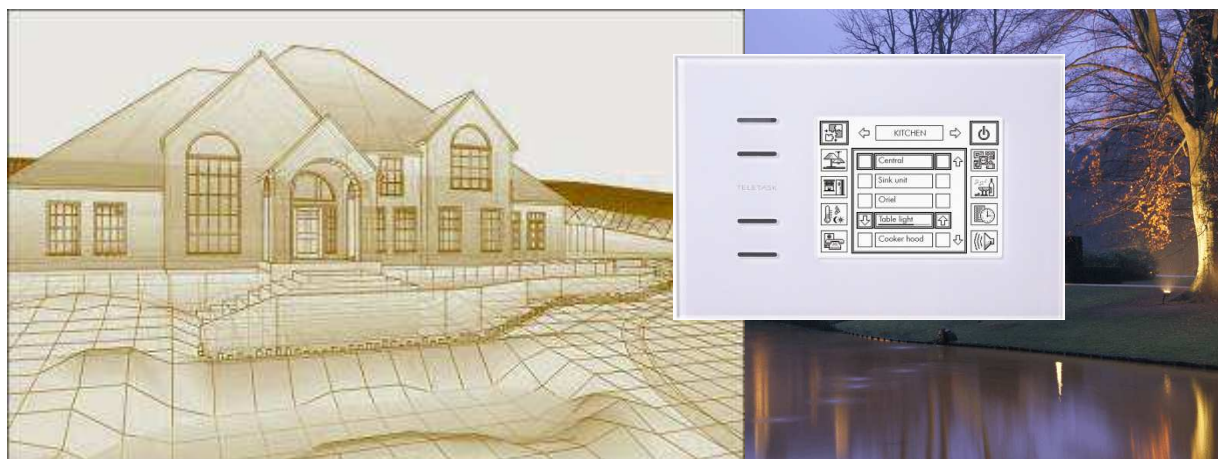 KITCHEN
Central
Sink unit
TELETASK
Oriel
Table light
Cooker hood